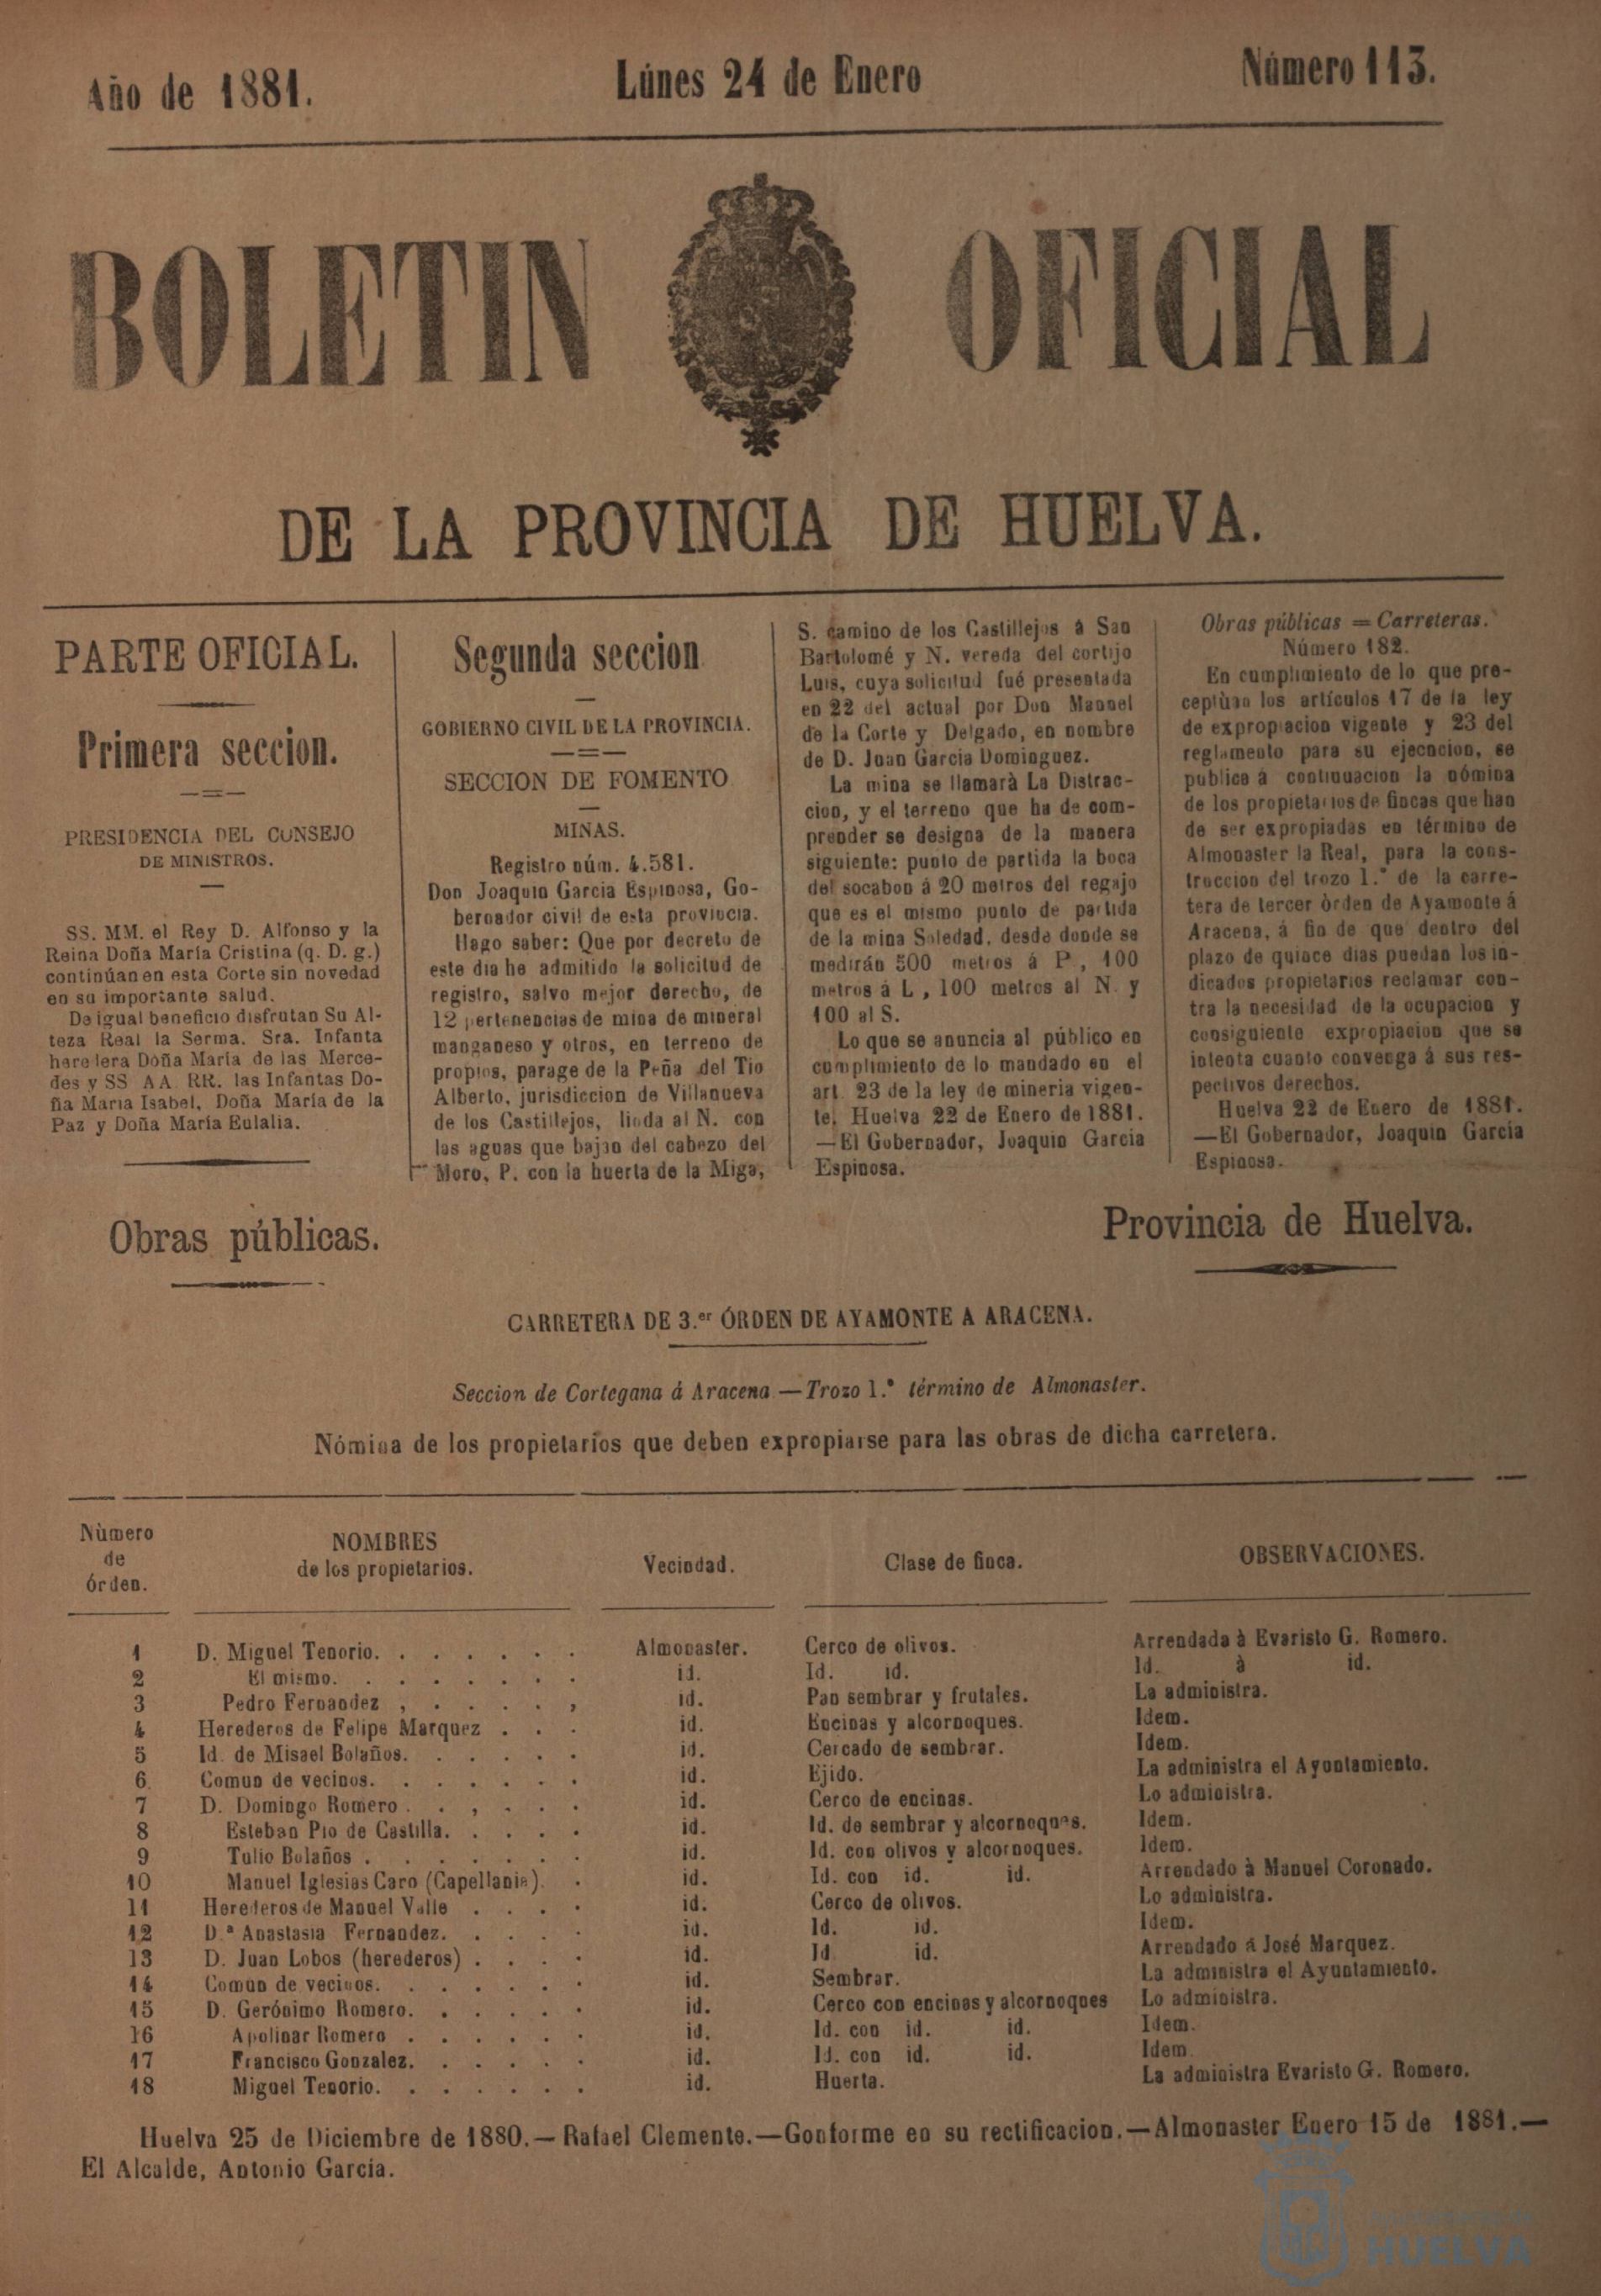 Año de 1881.
Lúnes 24 de Enero
Número 113.
BOLETIN OFICIAL
DE LA PROVINCIA DE HUELVA.
PARTE OFICIAL.
Primera seccion.
PRESIDENCIA DEL CONSEJO
DE MINISTROS.
SS. MM. el Rey D. Alfonso y la
Reina Doña María Cristina (q. D. g.)
continúan en esta Corte sin novedad
en su importante salud.
De igual beneficio disfrutan Su Al-
teza Real la Serma. Sra. Infanta
heredera Doña María de las Merce-
des y SS AA. RR. las Infantas Do-
ña María Isabel, Doña María de la
Paz y Doña María Eulalia.
Segunda seccion
GOBIERNO CIVIL DE LA PROVINCIA.
SECCION DE FOMENTO
MINAS.
Registro núm. 4.581.
Don Joaquin Garcia Espinosa, Go-
bernador civil de esta provincia.
Hago saber: Que por decreto de
este dia he admitido la solicitud de
registro, salvo mejor derecho, de
12 pertenencias de mina de mineral
manganeso y otros, en terreno de
propios, parage de la Peña del Tio
Alberto, jurisdiccion de Villanueva
de los Castillejos, linda al N. con
las aguas que bajan del cabezo del
Moro, P. con la huerta de la Miga,
S. camino de los Castillejos á San
Bartolomé y N. vereda del cortijo
Luis, cuya solicitud fué presentada
en 22 del actual por Don Manuel
de la Corte y Delgado, en nombre
de D. Juan Garcia Dominguez.
La mina se llamarà La Distrac-
cion, y el terreno que ha de com-
prender se designa de la manera
siguiente: punto de partida la boca
del socabon á 20 metros del regajo
que es el mismo punto de partida
de la mina Soledad, desde donde se
medirán 500 metros á P., 100
metros á L, 100 metros al N. y
100 al S.
Lo que se anuncia al público en
cumplimiento de lo mandado en el
art. 23 de la ley de mineria vigen-
te. Huelva 22 de Enero de 1881.
—El Gobernador, Joaquin Garcia
Espinosa.
Obras públicas = Carreteras.
Número 182.
En cumplimiento de lo que pre-
ceptùan los artículos 17 de la ley
de expropiacion vigente y 23 del
reglamento para su ejecucion, se
publica á continuacion la nómina
de los propietarios de fincas que han
de ser expropiadas en término de
Almonaster la Real, para la cons-
truccion del trozo 1.° de la carre-
tera de tercer òrden de Ayamonte á
Aracena, á fin de que dentro del
plazo de quince dias puedan los in-
dicados propietarios reclamar con-
tra la necesidad de la ocupacion y
consiguiente expropiacion que se
intenta cuanto convenga á sus res-
pectivos derechos.
Huelva 22 de Enero de 1881.
—El Gobernador, Joaquin Garcia
Espinosa.
Obras públicas.
Provincia de Huelva.
CARRETERA DE 3.er ÓRDEN DE AYAMONTE A ARACENA.
Seccion de Cortegana á Aracena.—Trozo 1.° término de Almonaster.
Nómina de los propietarios que deben expropiarse para las obras de dicha carretera.
Nùmero de órden. NOMBRES de los propietarios. Vecindad. Clase de finca. OBSERVACIONES.
1 D. Miguel Tenorio. . . . . . . Almonaster. Cerco de olivos. Arrendada à Evaristo G. Romero.
2 El mismo. . . . . . . . id. Id. id. Id. à id.
3 Pedro Fernandez , . . . . , id. Pan sembrar y frutales. La administra.
4 Herederos de Felipe Marquez . . . id. Encinas y alcornoques. Idem.
5 Id. de Misael Bolaños. . . . . . id. Cercado de sembrar. Idem.
6. Comun de vecinos. . . . . . . id. Ejido. La administra el Ayuntamiento.
7 D. Domingo Romero . . , . . . id. Cerco de encinas. Lo administra.
8 Esteban Pio de Castilla. . . . . id. Id. de sembrar y alcornoques. Idem.
9 Tulio Bolaños . . . . . . . id. Id. con olivos y alcornoques. Idem.
10 Manuel Iglesias Caro (Capellania). . id. Id. con id. id. Arrendado à Manuel Coronado.
11 Herederos de Manuel Valle . . . . id. Cerco de olivos. Lo administra.
12 D.ª Anastasia Fernandez. . . . . id. Id. id. Idem.
13 D. Juan Lobos (herederos) . . . . id. Id id. Arrendado á José Marquez.
14 Comun de vecinos. . . . . . . id. Sembrar. La administra el Ayuntamiento.
15 D. Gerónimo Romero. . . . . . id. Cerco con encinas y alcornoques Lo administra.
16 Apolinar Romero . . . . . . id. Id. con id. id. Idem.
17 Francisco Gonzalez. . . . . . id. Id. con id. id. Idem
18 Miguel Tenorio. . . . . . . id. Huerta. La administra Evaristo G. Romero.
Huelva 25 de Diciembre de 1880.—Rafael Clemente.—Conforme en su rectificacion.—Almonaster Enero 15 de 1881.—
El Alcalde, Antonio García.
HUELVA